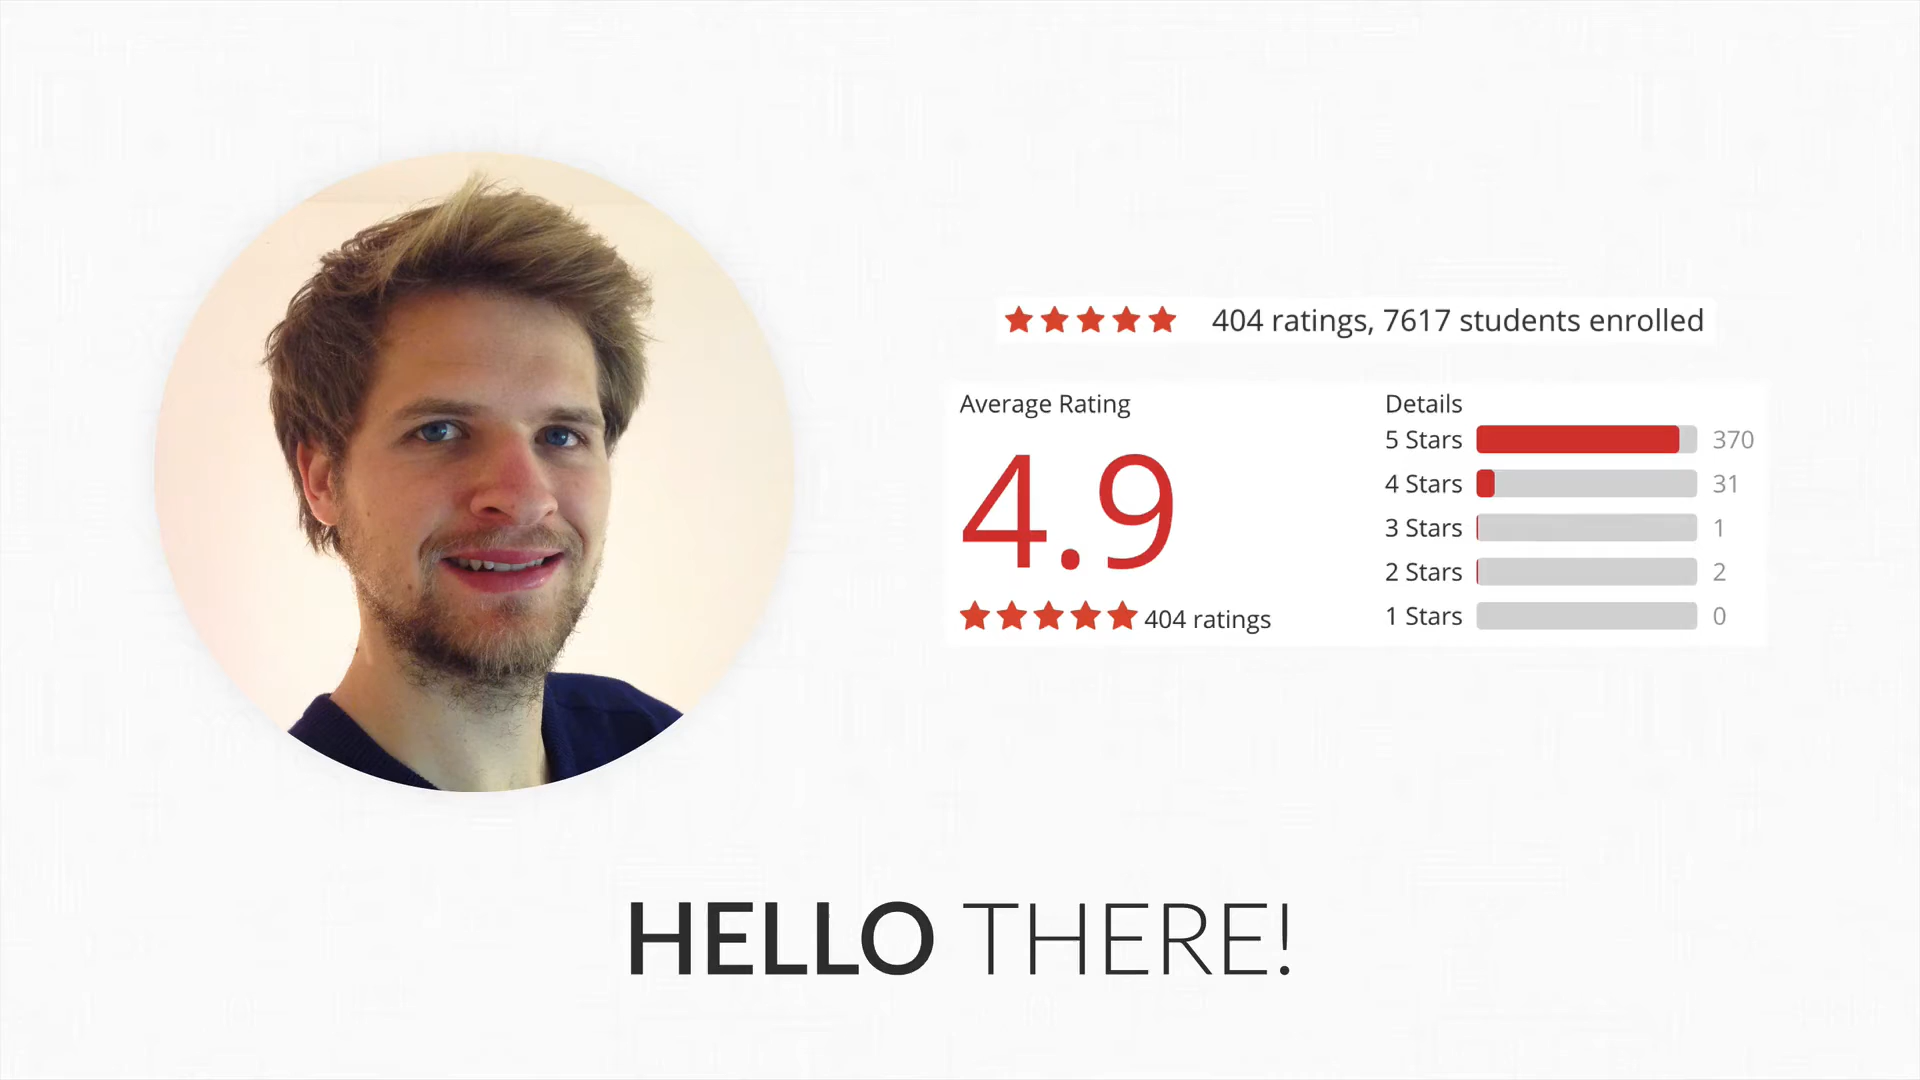 404 ratings, 7617 students enrolled
Average Rating
4.9
404 ratings
Details
5 Stars 370
4 Stars 31
3 Stars 1
2 Stars 2
1 Stars 0
HELLO THERE!